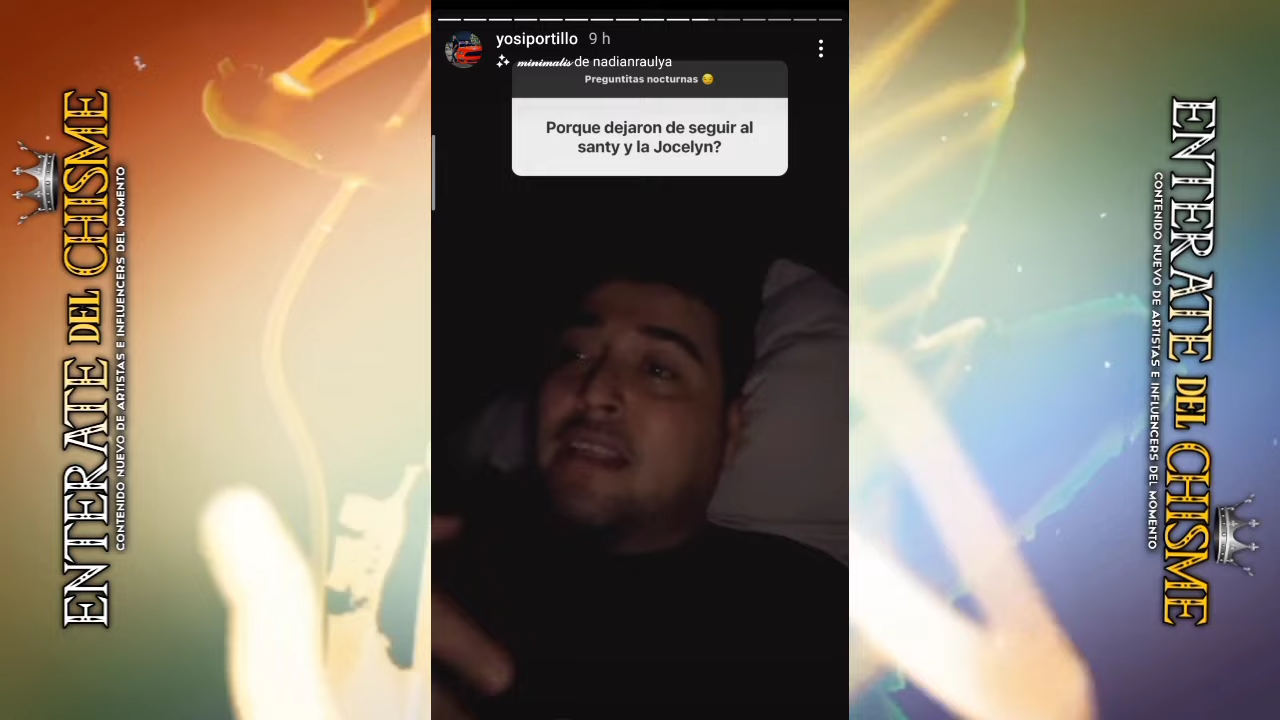 ENTERATE DEL CHISME
CONTENIDO NUEVO DE ARTISTAS E INFLUENCERS DEL MOMENTO
yosiportillo 9 h
minimalis de nadianraulya
Preguntitas nocturnas 😏
Porque dejaron de seguir al
santy y la Jocelyn?
ENTERATE DEL CHISME
CONTENIDO NUEVO DE ARTISTAS E INFLUENCERS DEL MOMENTO